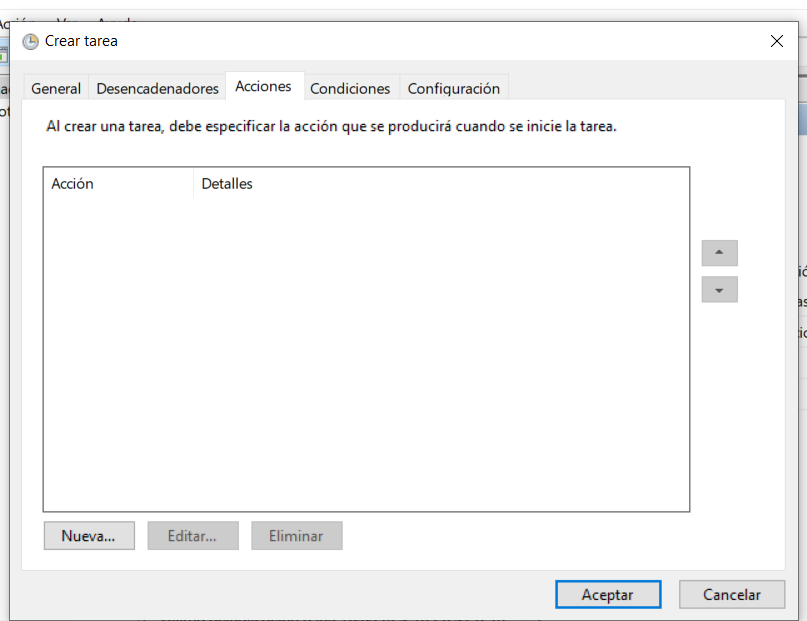 Crear tarea
General Desencadenadores Acciones Condiciones Configuración
Al crear una tarea, debe especificar la acción que se producirá cuando se inicie la tarea.
Acción Detalles
Nueva... Editar... Eliminar
Aceptar Cancelar